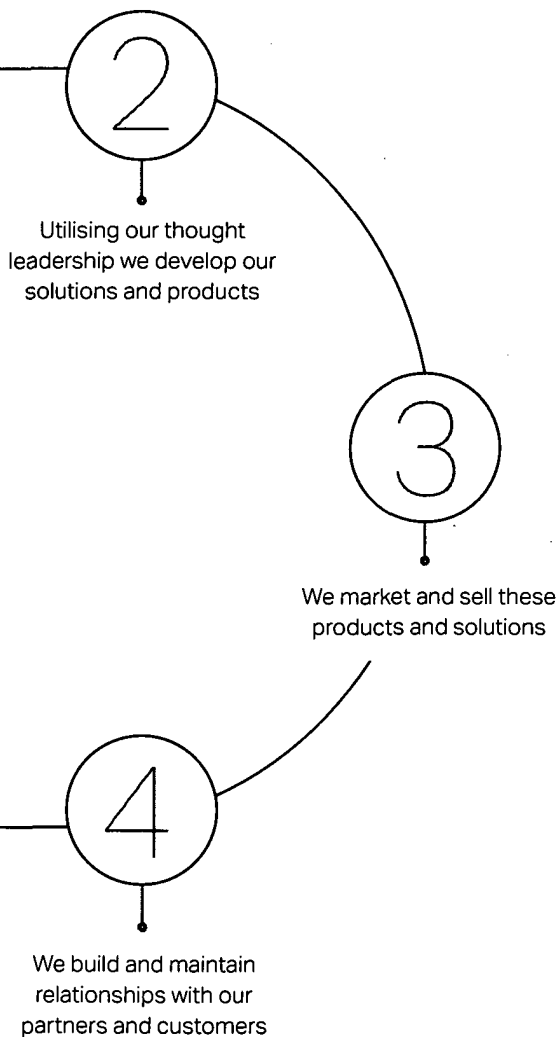 2
Utilising our thought
leadership we develop our
solutions and products
3
We market and sell these
products and solutions
4
We build and maintain
relationships with our
partners and customers